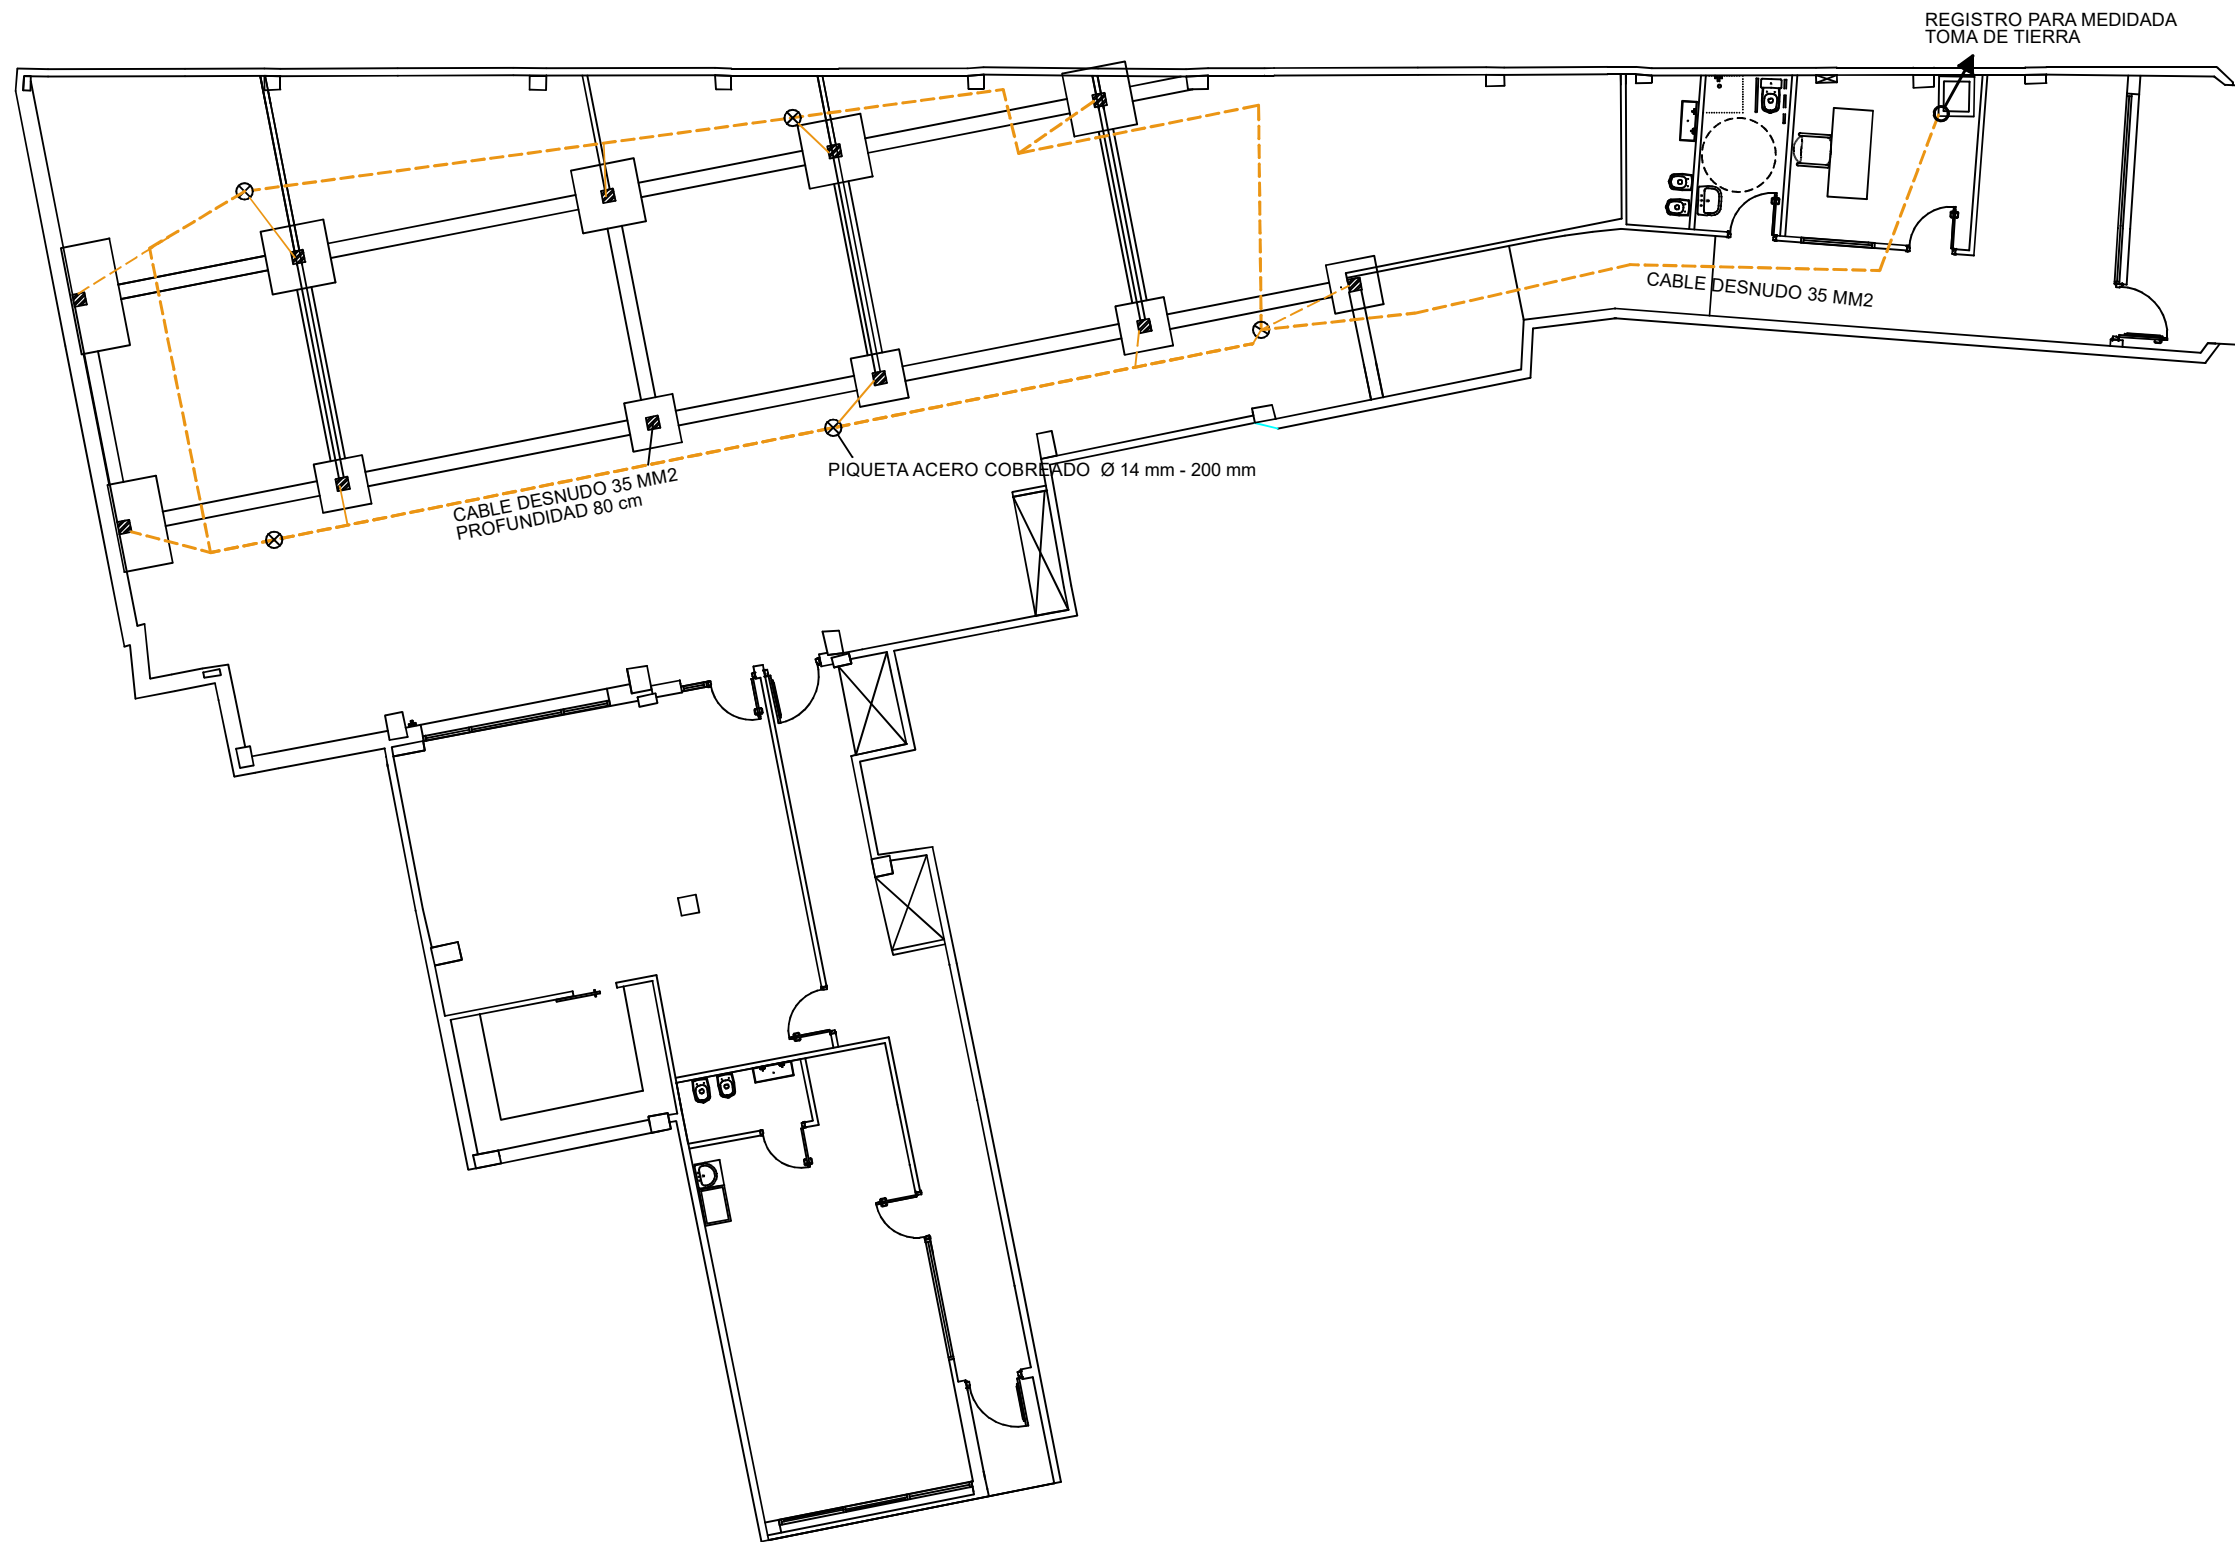 REGISTRO PARA MEDIDADA
TOMA DE TIERRA
CABLE DESNUDO 35 MM2
PIQUETA ACERO COBREADO Ø 14 mm - 200 mm
CABLE DESNUDO 35 MM2
PROFUNDIDAD 80 cm